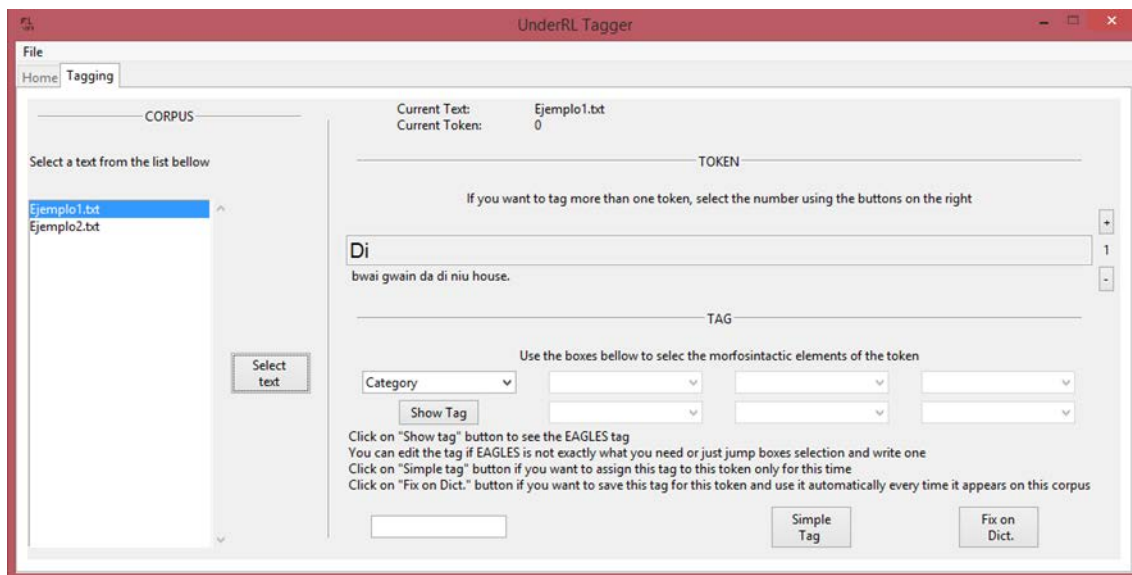 UnderRL Tagger
File
Home Tagging
CORPUS
Select a text from the list bellow
Ejemplo1.txt
Ejemplo2.txt
Select
text
Current Text: Ejemplo1.txt
Current Token: 0
TOKEN
If you want to tag more than one token, select the number using the buttons on the right
+
Di
1
bwai gwain da di niu house.
-
TAG
Use the boxes bellow to selec the morfosintactic elements of the token
Category
Show Tag
Click on "Show tag" button to see the EAGLES tag
You can edit the tag if EAGLES is not exactly what you need or just jump boxes selection and write one
Click on "Simple tag" button if you want to assign this tag to this token only for this time
Click on "Fix on Dict." button if you want to save this tag for this token and use it automatically every time it appears on this corpus
Simple
Tag
Fix on
Dict.